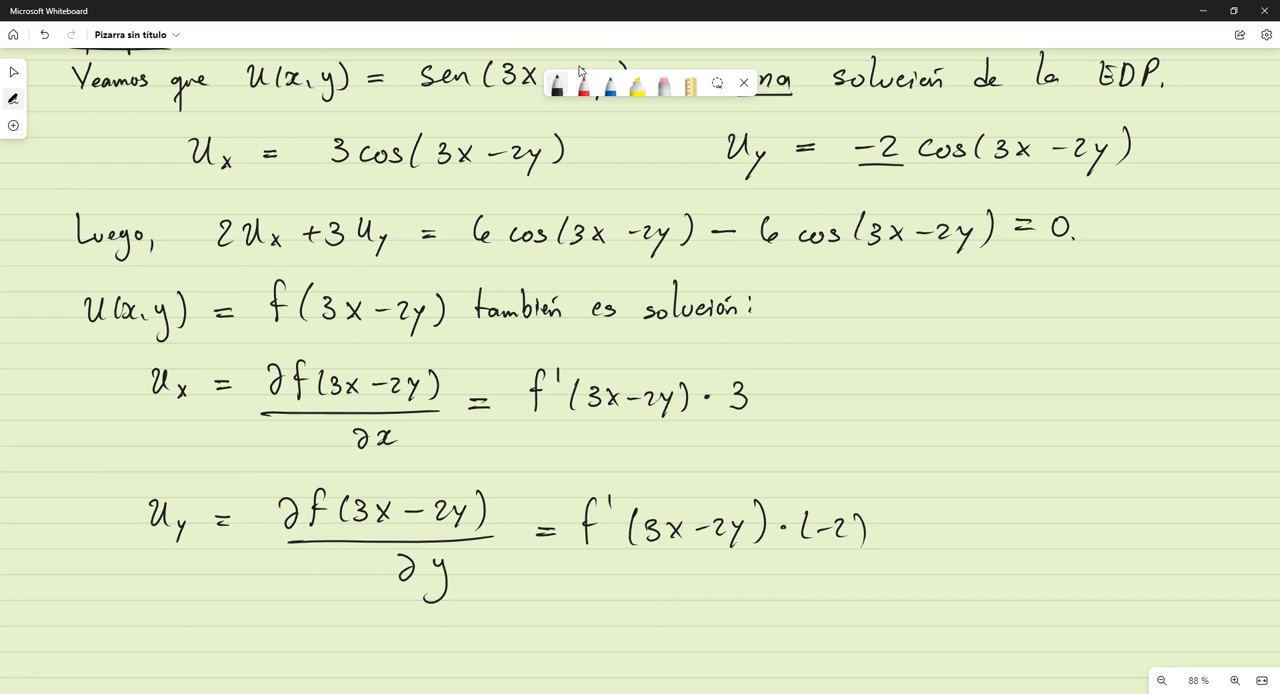 Microsoft Whiteboard
Pizarra sin título
Veamos que u(x,y) = sen(3x na solución de la EDP.
u_x = 3cos(3x-2y) u_y = -2 cos(3x-2y)
Luego, 2u_x + 3u_y = 6 cos(3x-2y) - 6 cos(3x-2y) = 0.
u(x,y) = f(3x-2y) también es solución:
u_x = ∂f(3x-2y)/∂x = f'(3x-2y)·3
u_y = ∂f(3x-2y)/∂y = f'(3x-2y)·(-2)
88 %